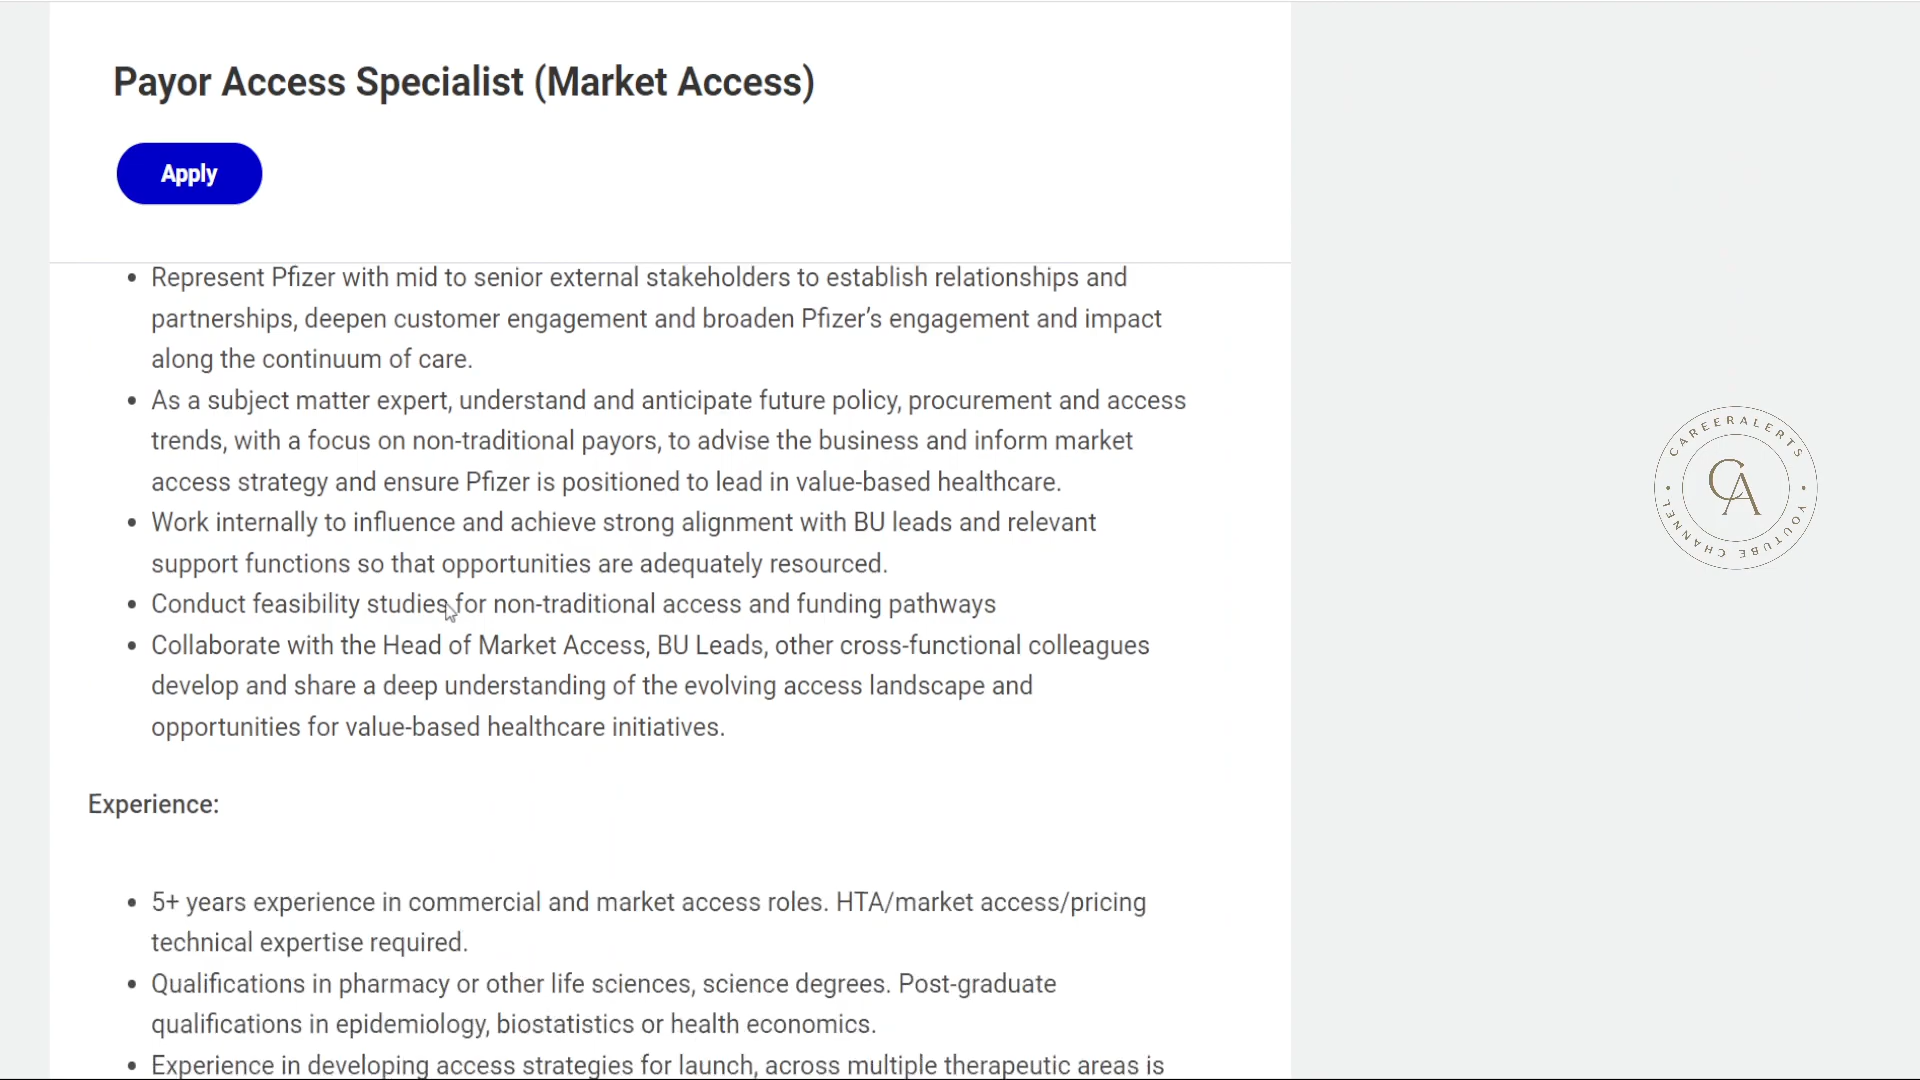 Payor Access Specialist (Market Access)
Apply
• Represent Pfizer with mid to senior external stakeholders to establish relationships and
partnerships, deepen customer engagement and broaden Pfizer’s engagement and impact
along the continuum of care.
• As a subject matter expert, understand and anticipate future policy, procurement and access
trends, with a focus on non-traditional payors, to advise the business and inform market
access strategy and ensure Pfizer is positioned to lead in value-based healthcare.
• Work internally to influence and achieve strong alignment with BU leads and relevant
support functions so that opportunities are adequately resourced.
• Conduct feasibility studies for non-traditional access and funding pathways
• Collaborate with the Head of Market Access, BU Leads, other cross-functional colleagues
develop and share a deep understanding of the evolving access landscape and
opportunities for value-based healthcare initiatives.
Experience:
• 5+ years experience in commercial and market access roles. HTA/market access/pricing
technical expertise required.
• Qualifications in pharmacy or other life sciences, science degrees. Post-graduate
qualifications in epidemiology, biostatistics or health economics.
• Experience in developing access strategies for launch, across multiple therapeutic areas is
CAREERALERTS
CA
YOUTUBE CHANNEL